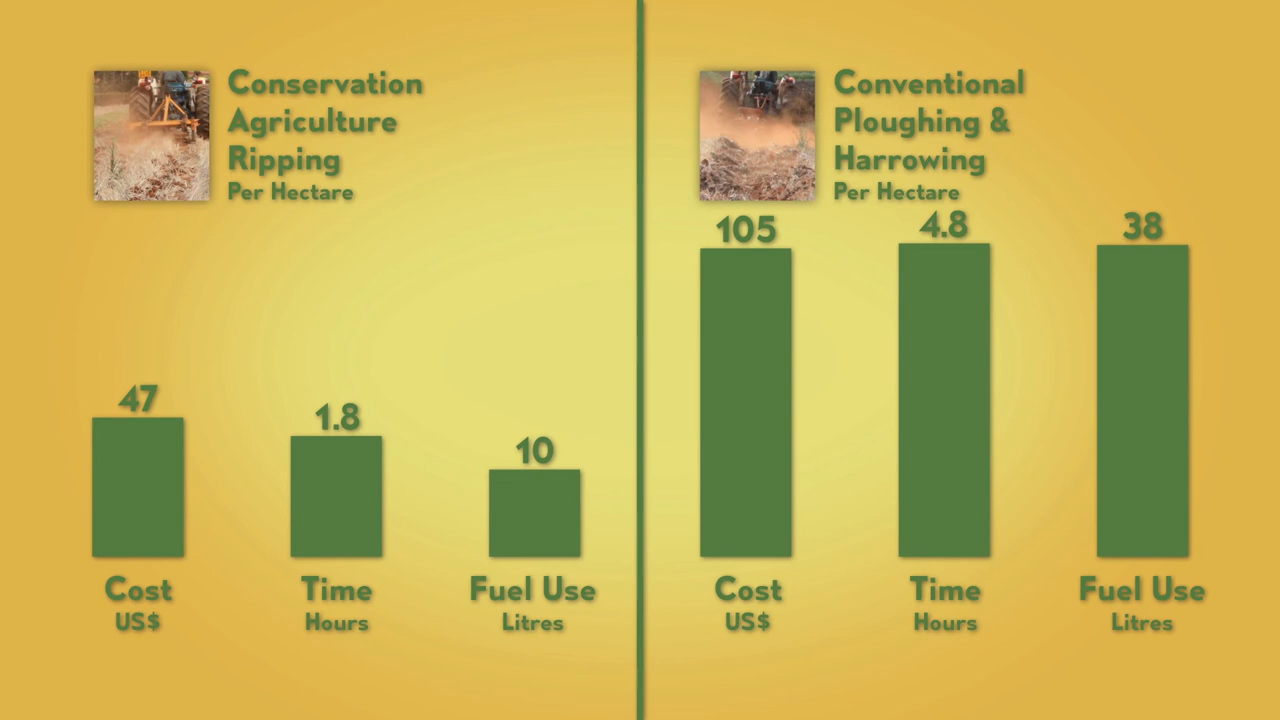 Conservation
Agriculture
Ripping
Per Hectare
47
1.8
10
Cost
US$
Time
Hours
Fuel Use
Litres
Conventional
Ploughing &
Harrowing
Per Hectare
105
4.8
38
Cost
US$
Time
Hours
Fuel Use
Litres